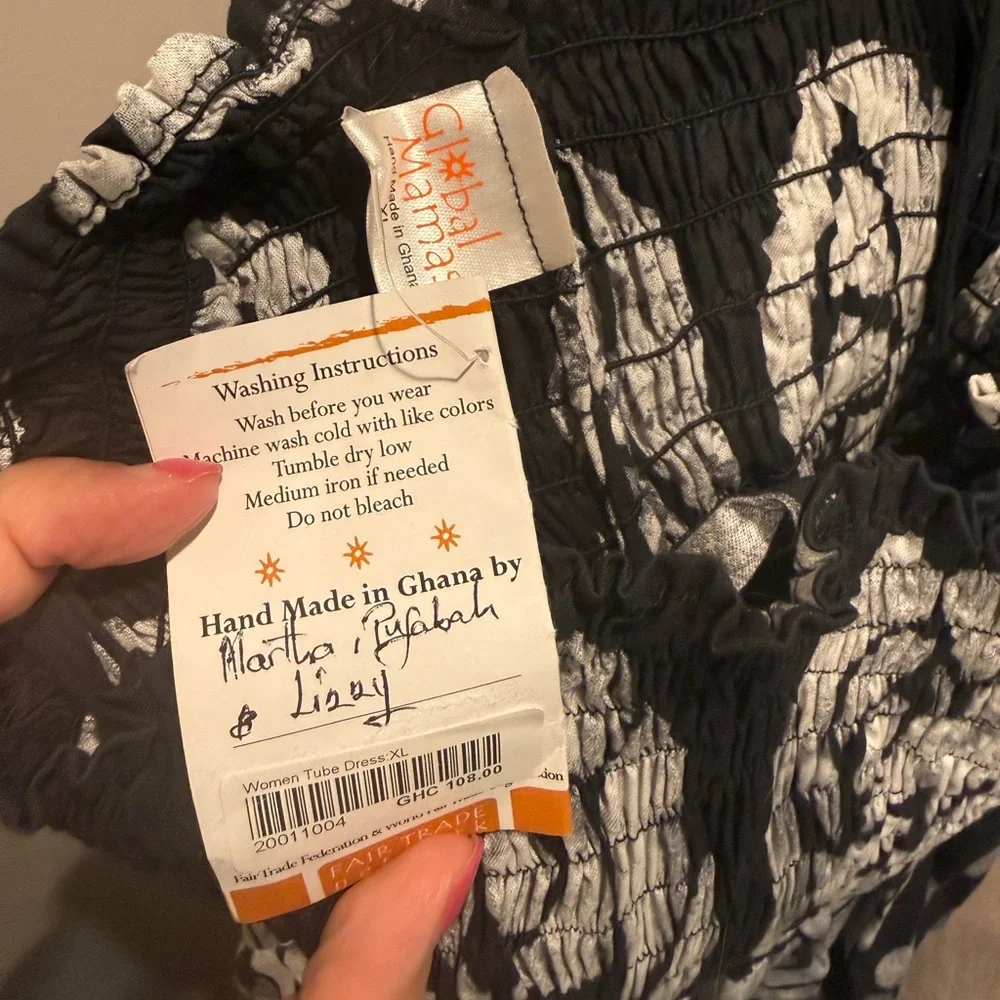 Global
Mamas
Hand Made in Ghana
XL
Washing Instructions
Wash before you wear
Machine wash cold with like colors
Tumble dry low
Medium iron if needed
Do not bleach
Hand Made in Ghana by
Martha,
& Lizzy
Women Tube Dress:XL
GHC 108.00
20011004
Fair Trade Federation & World Fair
FAIR TRADE